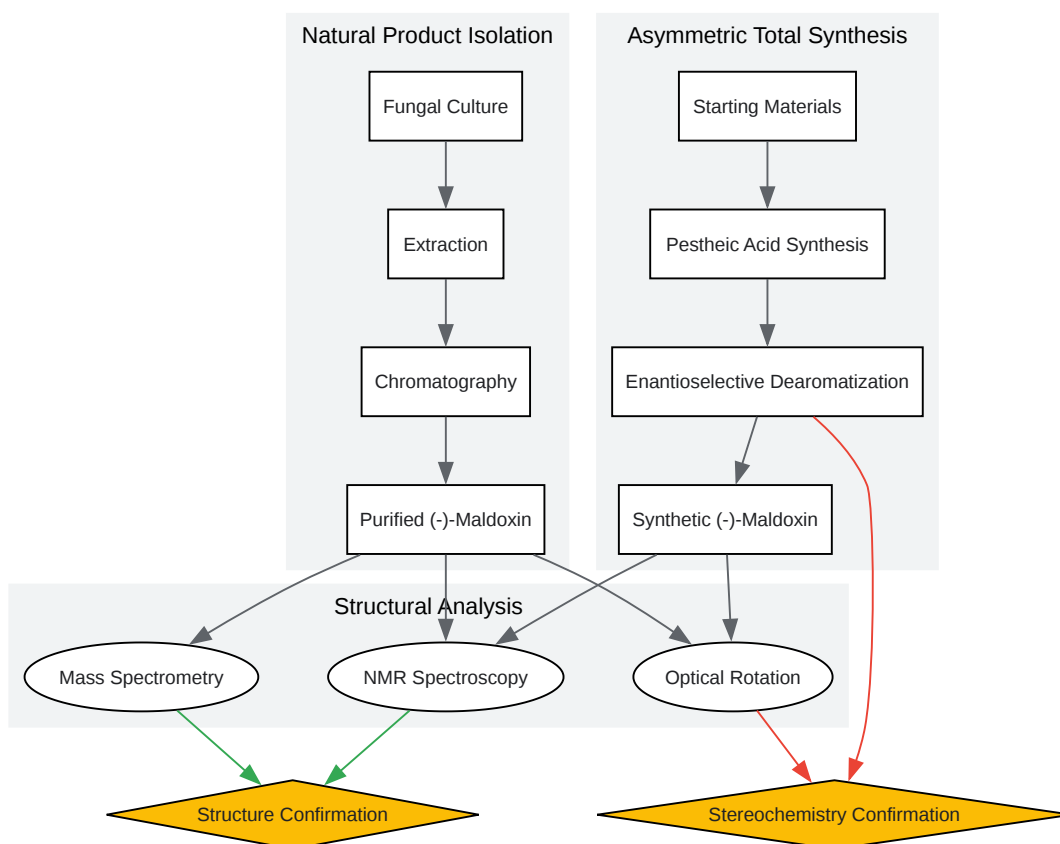 Natural Product Isolation
Asymmetric Total Synthesis
Fungal Culture
Starting Materials
Extraction
Pestheic Acid Synthesis
Chromatography
Enantioselective Dearomatization
Purified (-)-Maldoxin
Synthetic (-)-Maldoxin
Structural Analysis
Mass Spectrometry
NMR Spectroscopy
Optical Rotation
Structure Confirmation
Stereochemistry Confirmation